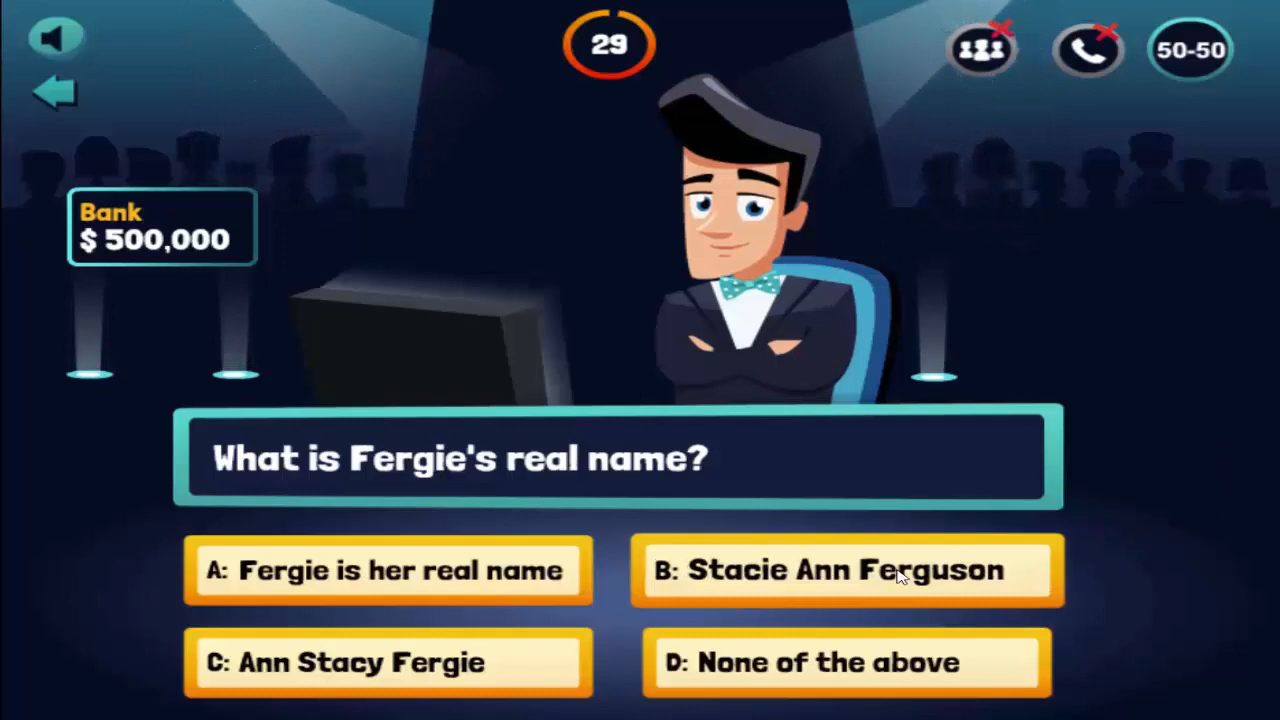 29
50-50
Bank
$ 500,000
What is Fergie's real name?
A: Fergie is her real name
B: Stacie Ann Ferguson
C: Ann Stacy Fergie
D: None of the above